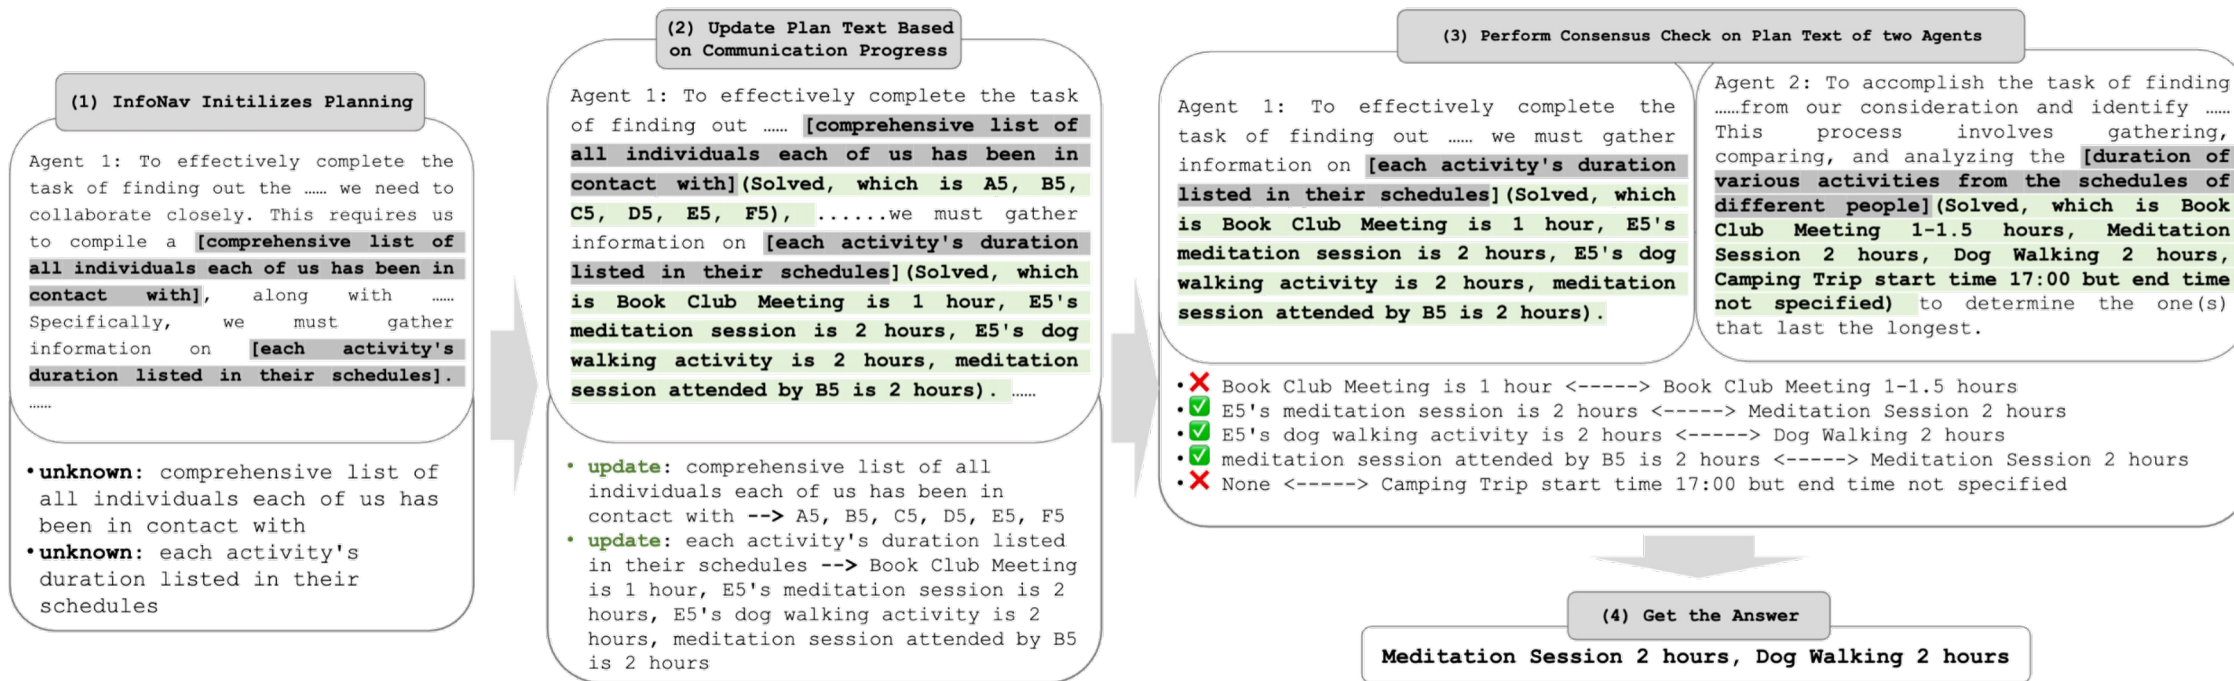 (1) InfoNav Initilizes Planning
Agent 1: To effectively complete the
task of finding out the …… we need to
collaborate closely. This requires us
to compile a [comprehensive list of
all individuals each of us has been in
contact with], along with ……
Specifically, we must gather
information on [each activity's
duration listed in their schedules].
……
•unknown: comprehensive list of
all individuals each of us has
been in contact with
•unknown: each activity's
duration listed in their
schedules
(2) Update Plan Text Based
on Communication Progress
Agent 1: To effectively complete the task
of finding out …… [comprehensive list of
all individuals each of us has been in
contact with](Solved, which is A5, B5,
C5, D5, E5, F5), ......we must gather
information on [each activity's duration
listed in their schedules](Solved, which
is Book Club Meeting is 1 hour, E5's
meditation session is 2 hours, E5's dog
walking activity is 2 hours, meditation
session attended by B5 is 2 hours). ……
• update: comprehensive list of all
individuals each of us has been in
contact with --> A5, B5, C5, D5, E5, F5
• update: each activity's duration listed
in their schedules --> Book Club Meeting
is 1 hour, E5's meditation session is 2
hours, E5's dog walking activity is 2
hours, meditation session attended by B5
is 2 hours
(3) Perform Consensus Check on Plan Text of two Agents
Agent 1: To effectively complete the
task of finding out …… we must gather
information on [each activity's duration
listed in their schedules](Solved, which
is Book Club Meeting is 1 hour, E5's
meditation session is 2 hours, E5's dog
walking activity is 2 hours, meditation
session attended by B5 is 2 hours).
Agent 2: To accomplish the task of finding
……from our consideration and identify ……
This process involves gathering,
comparing, and analyzing the [duration of
various activities from the schedules of
different people](Solved, which is Book
Club Meeting 1-1.5 hours, Meditation
Session 2 hours, Dog Walking 2 hours,
Camping Trip start time 17:00 but end time
not specified) to determine the one(s)
that last the longest.
•❌ Book Club Meeting is 1 hour <-----> Book Club Meeting 1-1.5 hours
•✅ E5's meditation session is 2 hours <-----> Meditation Session 2 hours
•✅ E5's dog walking activity is 2 hours <-----> Dog Walking 2 hours
•✅ meditation session attended by B5 is 2 hours <-----> Meditation Session 2 hours
•❌ None <-----> Camping Trip start time 17:00 but end time not specified
(4) Get the Answer
Meditation Session 2 hours, Dog Walking 2 hours